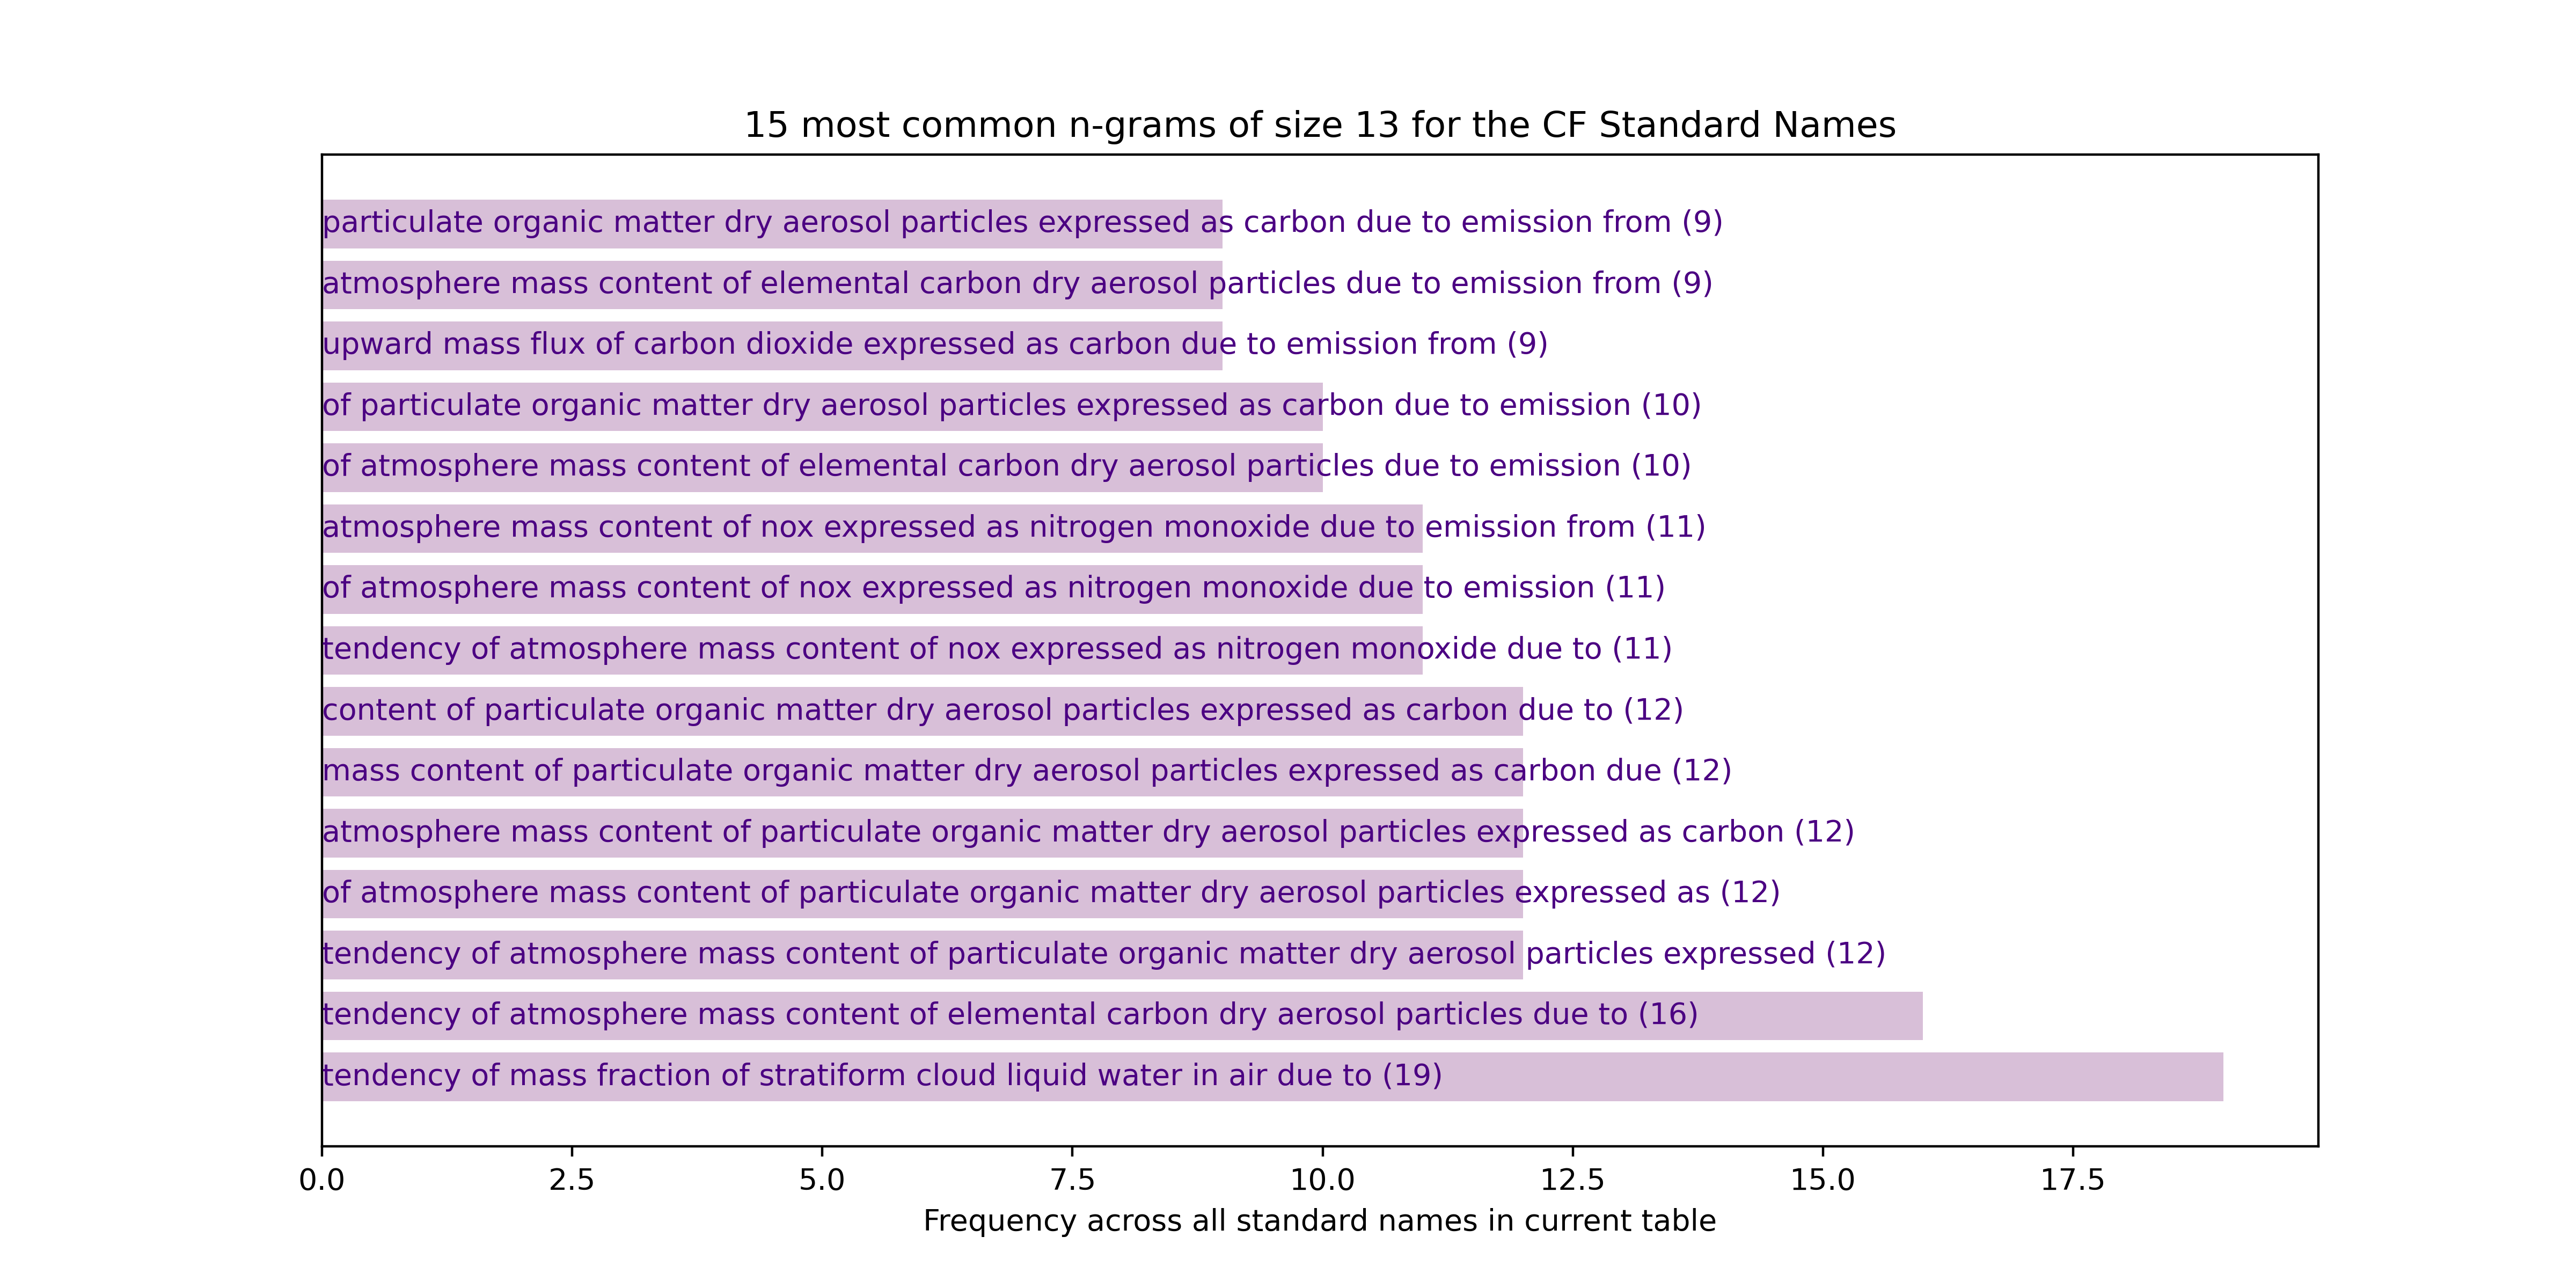 15 most common n-grams of size 13 for the CF Standard Names
particulate organic matter dry aerosol particles expressed as carbon due to emission from (9)
atmosphere mass content of elemental carbon dry aerosol particles due to emission from (9)
upward mass flux of carbon dioxide expressed as carbon due to emission from (9)
of particulate organic matter dry aerosol particles expressed as carbon due to emission (10)
of atmosphere mass content of elemental carbon dry aerosol particles due to emission (10)
atmosphere mass content of nox expressed as nitrogen monoxide due to emission from (11)
of atmosphere mass content of nox expressed as nitrogen monoxide due to emission (11)
tendency of atmosphere mass content of nox expressed as nitrogen monoxide due to (11)
content of particulate organic matter dry aerosol particles expressed as carbon due to (12)
mass content of particulate organic matter dry aerosol particles expressed as carbon due (12)
atmosphere mass content of particulate organic matter dry aerosol particles expressed as carbon (12)
of atmosphere mass content of particulate organic matter dry aerosol particles expressed as (12)
tendency of atmosphere mass content of particulate organic matter dry aerosol particles expressed (12)
tendency of atmosphere mass content of elemental carbon dry aerosol particles due to (16)
tendency of mass fraction of stratiform cloud liquid water in air due to (19)
0.0 2.5 5.0 7.5 10.0 12.5 15.0 17.5
Frequency across all standard names in current table